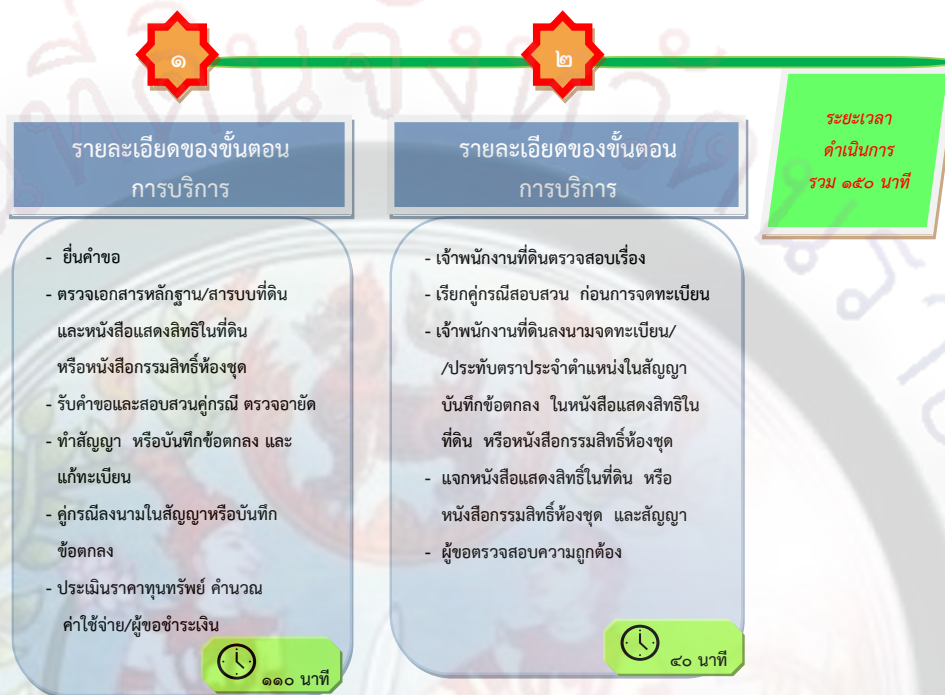 ๑
๒
ระยะเวลา
ดำเนินการ
รวม ๑๕๐ นาที
รายละเอียดของขั้นตอน
การบริการ
- ยื่นคำขอ
- ตรวจเอกสารหลักฐาน/สารบบที่ดิน
และหนังสือแสดงสิทธิในที่ดิน
หรือหนังสือกรรมสิทธิ์ห้องชุด
- รับคำขอและสอบสวนคู่กรณี ตรวจอายัด
- ทำสัญญา หรือบันทึกข้อตกลง และ
แก้ทะเบียน
- คู่กรณีลงนามในสัญญาหรือบันทึก
ข้อตกลง
- ประเมินราคาทุนทรัพย์ คำนวณ
ค่าใช้จ่าย/ผู้ขอชำระเงิน
๑๑๐ นาที
รายละเอียดของขั้นตอน
การบริการ
- เจ้าพนักงานที่ดินตรวจสอบเรื่อง
- เรียกคู่กรณีสอบสวน ก่อนการจดทะเบียน
- เจ้าพนักงานที่ดินลงนามจดทะเบียน/
/ประทับตราประจำตำแหน่งในสัญญา
บันทึกข้อตกลง ในหนังสือแสดงสิทธิใน
ที่ดิน หรือหนังสือกรรมสิทธิ์ห้องชุด
- แจกหนังสือแสดงสิทธิ์ในที่ดิน หรือ
หนังสือกรรมสิทธิ์ห้องชุด และสัญญา
- ผู้ขอตรวจสอบความถูกต้อง
๔๐ นาที